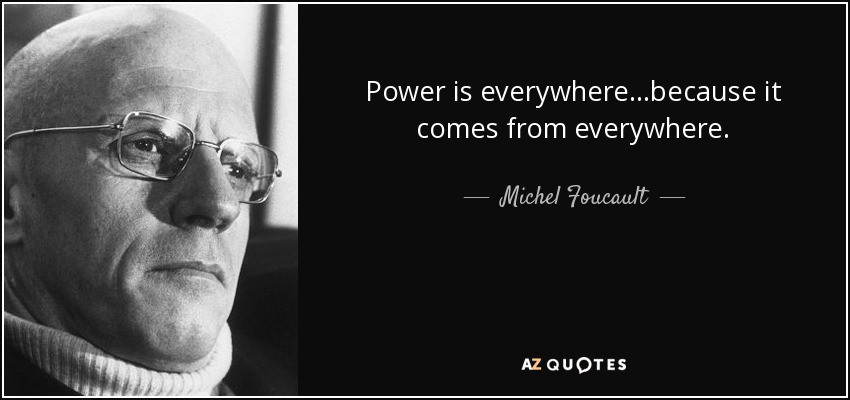 Power is everywhere...because it
comes from everywhere.
Michel Foucault
AZ QUOTES